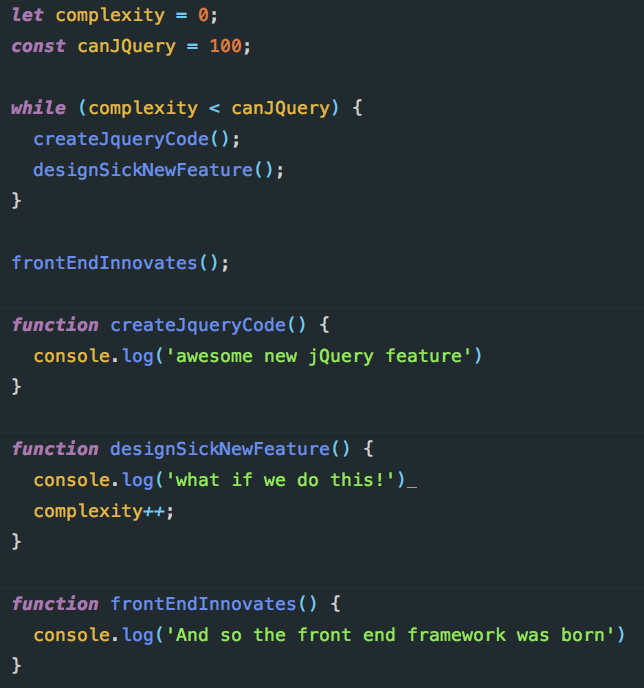 let complexity = 0;
const canJQuery = 100;
while (complexity < canJQuery) {
createJqueryCode();
designSickNewFeature();
}
frontEndInnovates();
function createJqueryCode() {
console.log('awesome new jQuery feature')
}
function designSickNewFeature() {
console.log('what if we do this!')_
complexity++;
}
function frontEndInnovates() {
console.log('And so the front end framework was born')
}